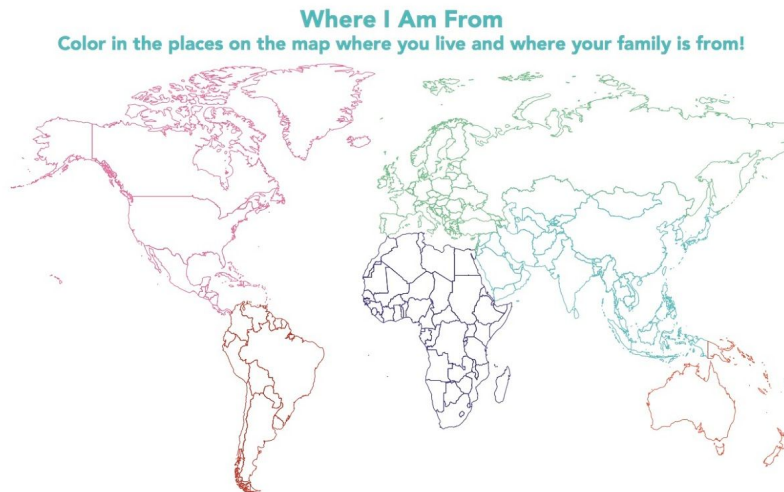 Where I Am From
Color in the places on the map where you live and where your family is from!